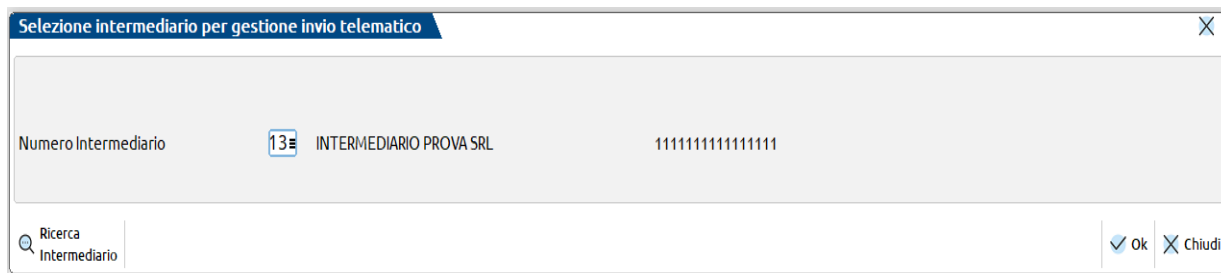 Selezione intermediario per gestione invio telematico
Numero Intermediario 13 INTERMEDIARIO PROVA SRL 1111111111111111
Ricerca
Intermediario
Ok Chiudi